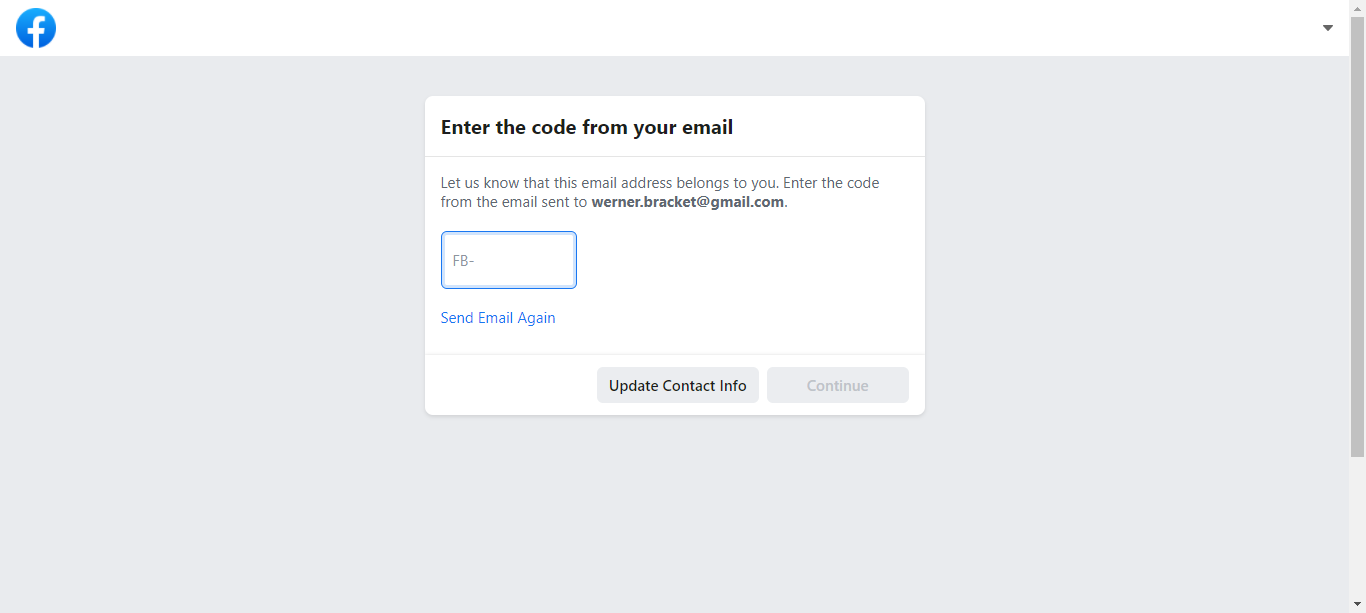 Enter the code from your email
Let us know that this email address belongs to you. Enter the code
from the email sent to werner.bracket@gmail.com.
FB-
Send Email Again
Update Contact Info
Continue